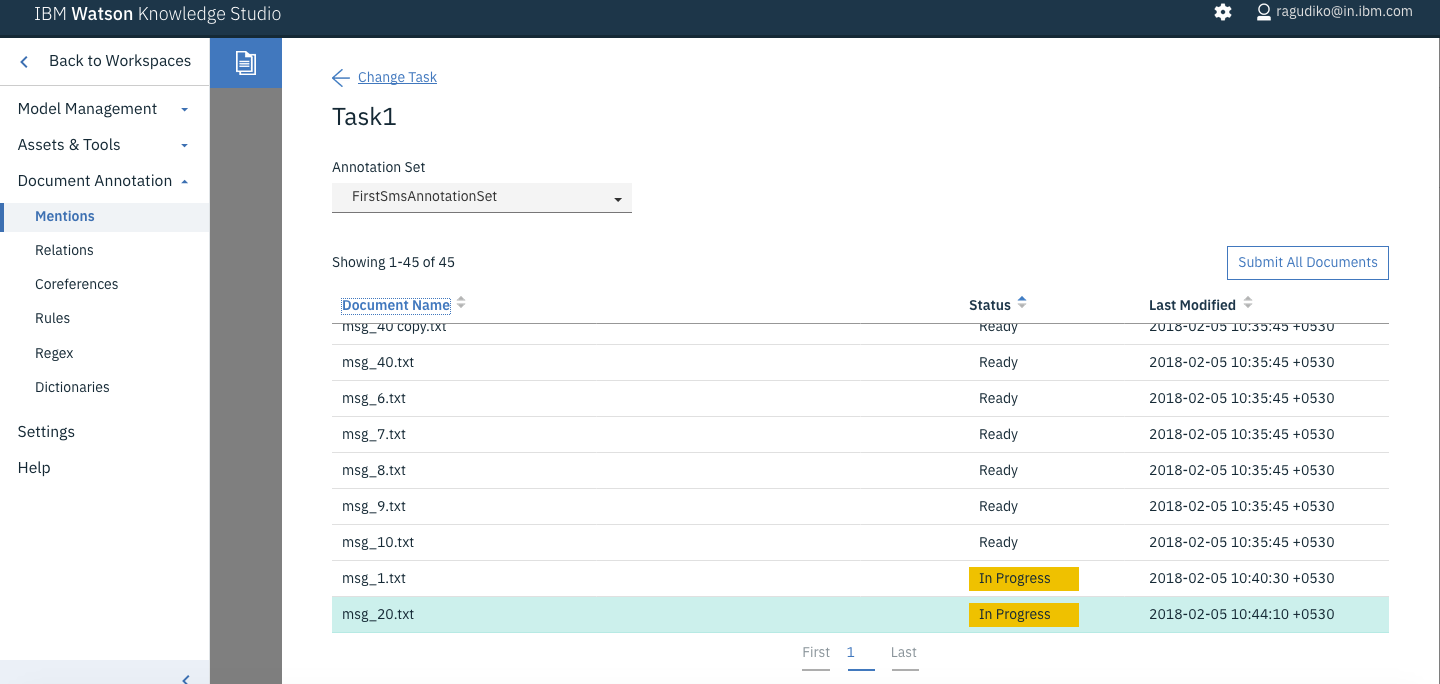 IBM Watson Knowledge Studio
ragudiko@in.ibm.com
Back to Workspaces
Model Management
Assets & Tools
Document Annotation
Mentions
Relations
Coreferences
Rules
Regex
Dictionaries
Settings
Help
Change Task
Task1
Annotation Set
FirstSmsAnnotationSet
Showing 1-45 of 45
Submit All Documents
Document Name Status Last Modified
msg_40 copy.txt Ready 2018-02-05 10:35:45 +0530
msg_40.txt Ready 2018-02-05 10:35:45 +0530
msg_6.txt Ready 2018-02-05 10:35:45 +0530
msg_7.txt Ready 2018-02-05 10:35:45 +0530
msg_8.txt Ready 2018-02-05 10:35:45 +0530
msg_9.txt Ready 2018-02-05 10:35:45 +0530
msg_10.txt Ready 2018-02-05 10:35:45 +0530
msg_1.txt In Progress 2018-02-05 10:40:30 +0530
msg_20.txt In Progress 2018-02-05 10:44:10 +0530
First 1 Last